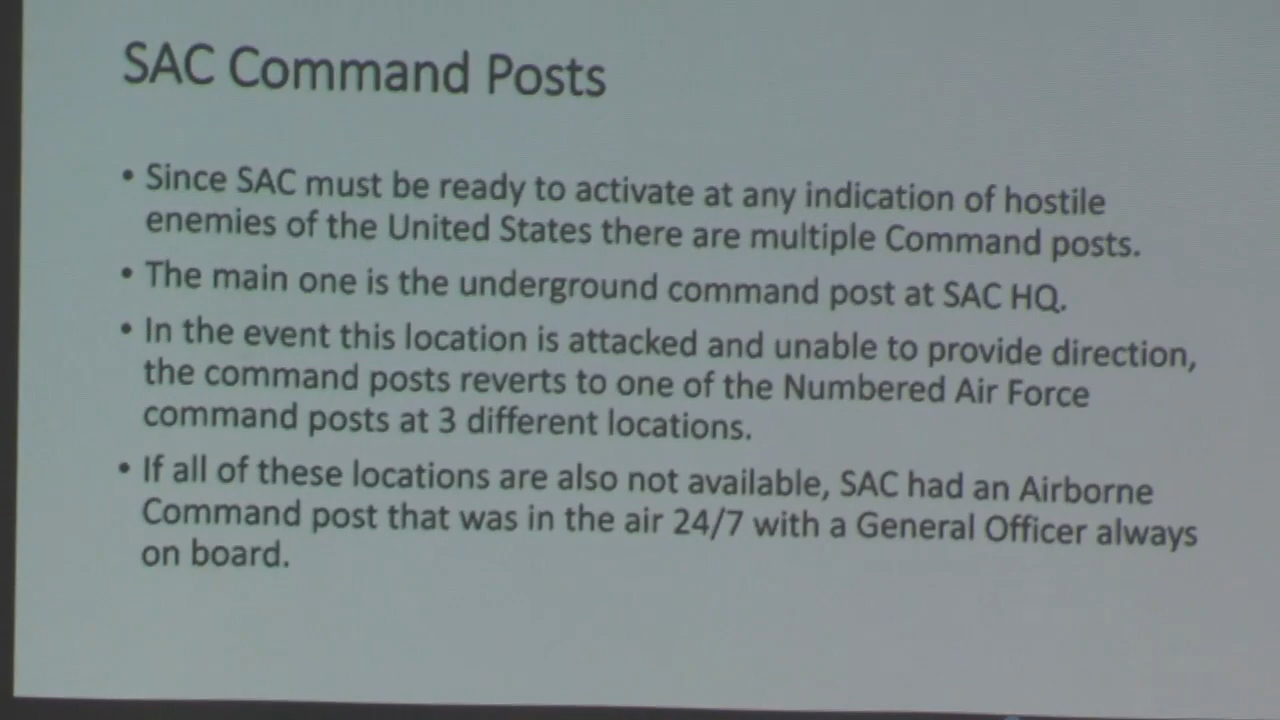 SAC Command Posts
• Since SAC must be ready to activate at any indication of hostile
enemies of the United States there are multiple Command posts.
• The main one is the underground command post at SAC HQ.
• In the event this location is attacked and unable to provide direction,
the command posts reverts to one of the Numbered Air Force
command posts at 3 different locations.
• If all of these locations are also not available, SAC had an Airborne
Command post that was in the air 24/7 with a General Officer always
on board.